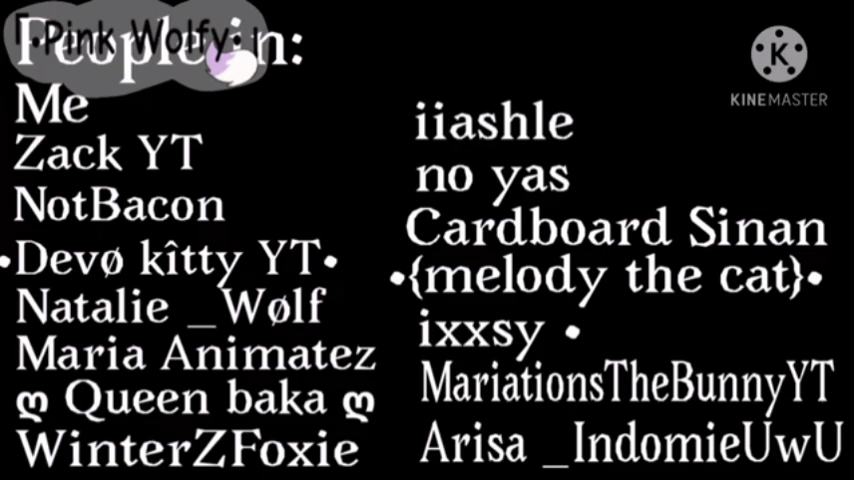 •Pink Wolfy•
People in:
Me
Zack YT
NotBacon
•Devø kîtty YT•
Natalie _Wølf
Maria Animatez
ღ Queen baka ღ
WinterZFoxie
iiashle
no yas
Cardboard Sinan
•{melody the cat}•
ixxsy •
MariationsTheBunnyYT
Arisa _IndomieUwU
K
KINEMASTER